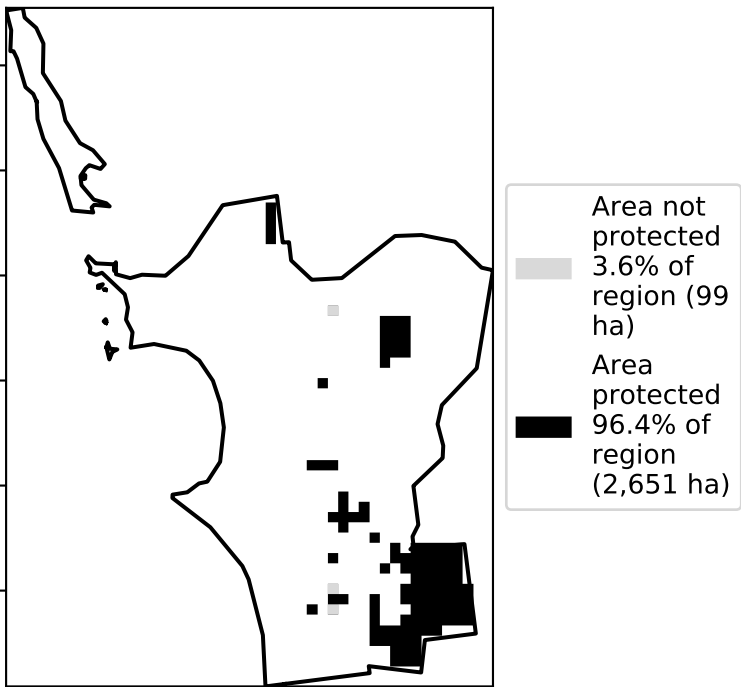 Area not
protected
3.6% of
region (99
ha)
Area
protected
96.4% of
region
(2,651 ha)